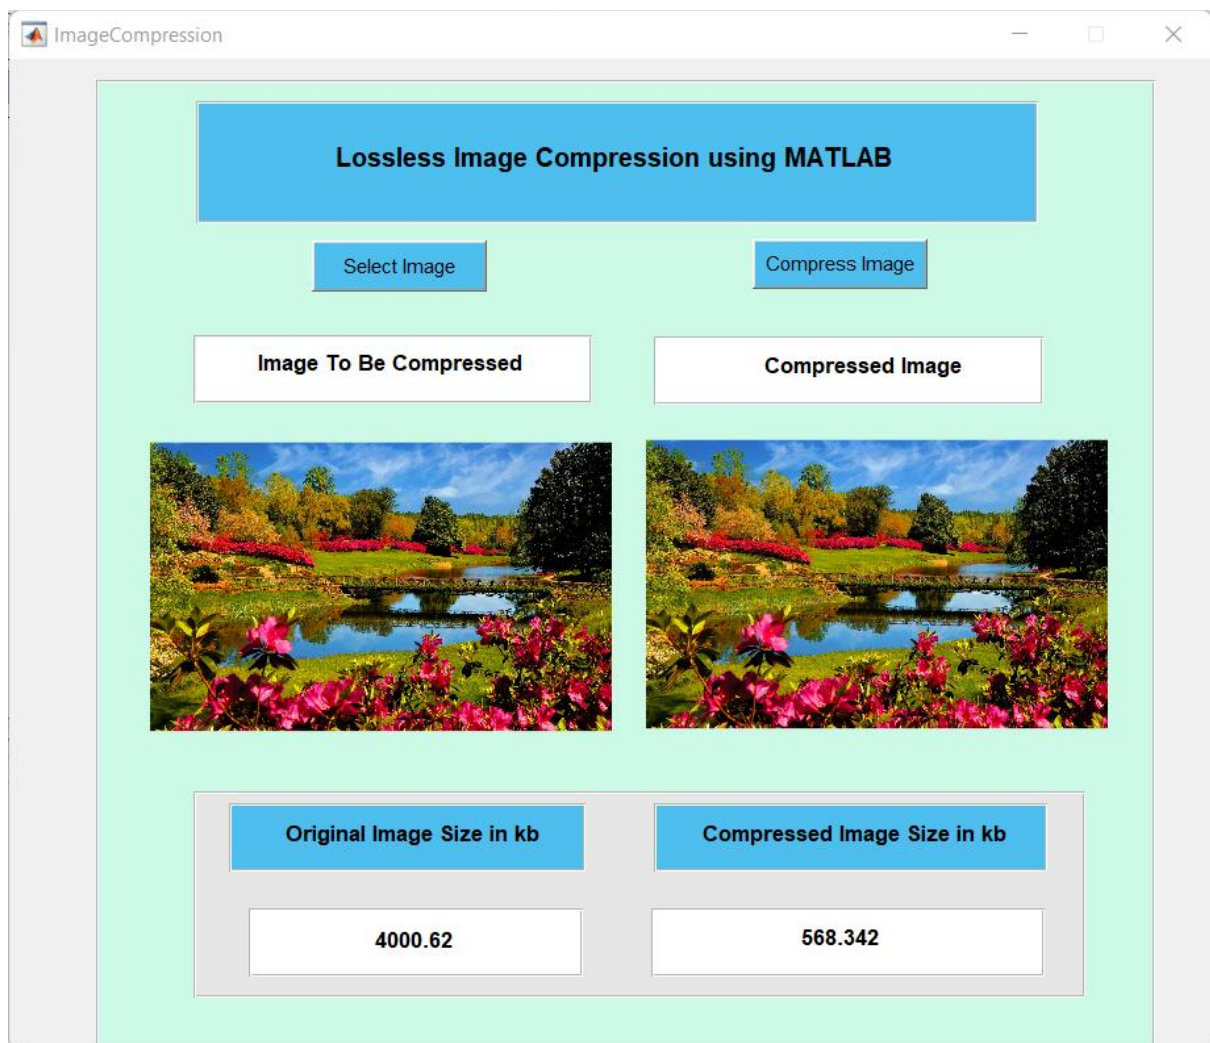 ImageCompression
Lossless Image Compression using MATLAB
Select Image
Compress Image
Image To Be Compressed
Compressed Image
Original Image Size in kb
Compressed Image Size in kb
4000.62
568.342